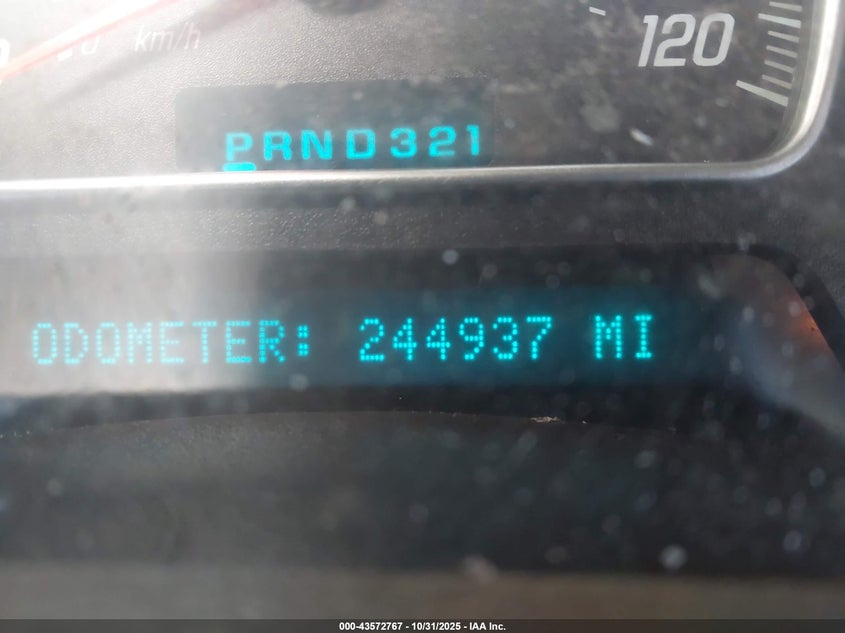 km/h 120
PRND321
ODOMETER: 244937 MI
000-43572767 - 10/31/2025 - IAA Inc.